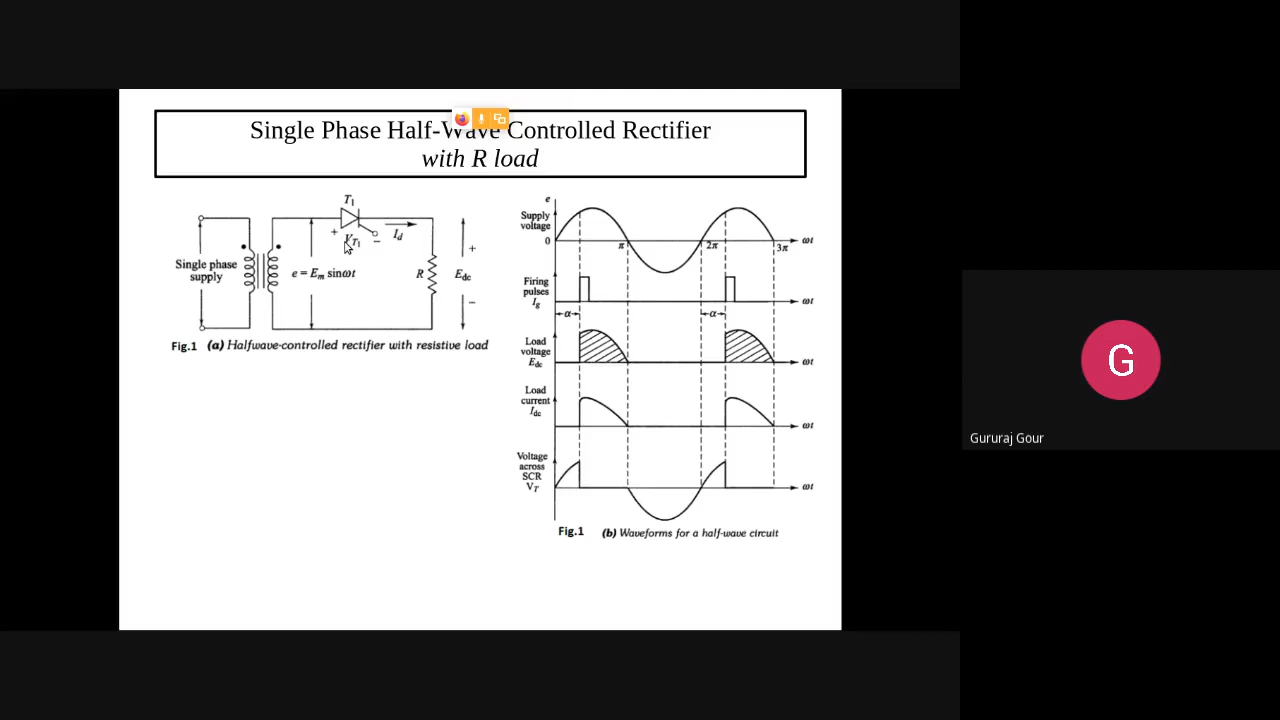 Single Phase Half-Wave Controlled Rectifier
with R load
T1
+ VT1 −
Id
Single phase
supply
e = Em sinωt
R
+
Edc
−
Fig.1 (a) Halfwave-controlled rectifier with resistive load
e
Supply
voltage
0
π
2π
3π
ωt
Firing
pulses
Ig
ωt
α
α
Load
voltage
Edc
ωt
Load
current
Idc
ωt
Voltage
across
SCR
VT
ωt
Fig.1 (b) Waveforms for a half-wave circuit
G
Gururaj Gour